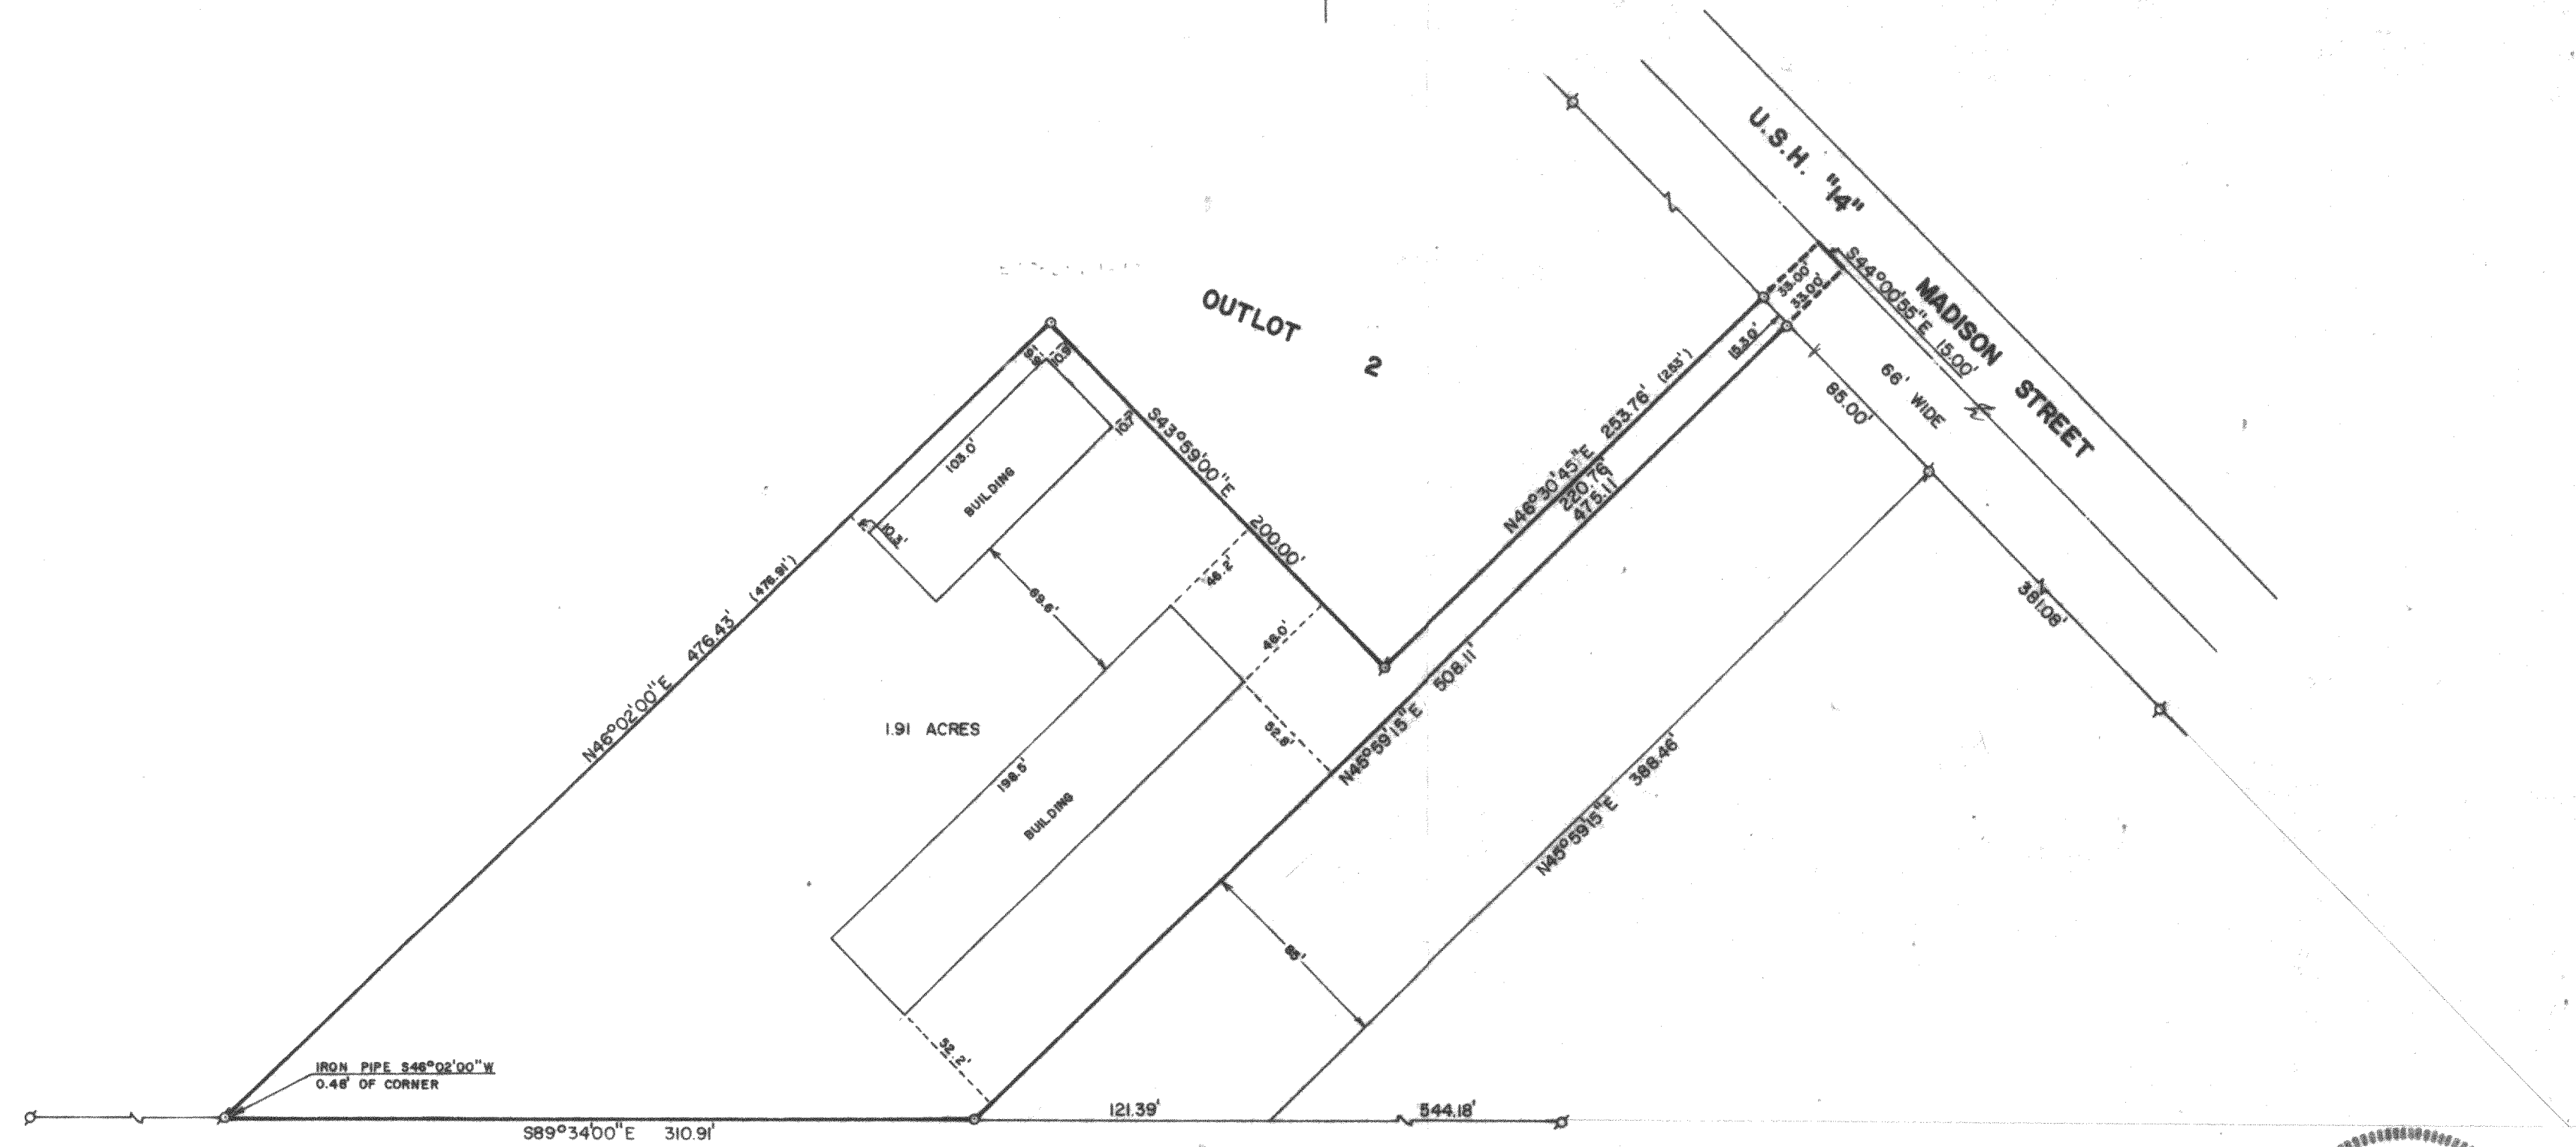 U.S.H. "14"
MADISON STREET
S44°00'55"E 15.00'
66' WIDE
33.00'
33.00'
15.30'
85.00'
381.08'
OUTLOT 2
N46°30'45"E 253.76' (253')
220.76'
475.11'
N45°59'15"E 508.11'
N45°59'15"E 388.46'
S43°59'00"E 200.00'
10.9'
10.7'
103.0'
BUILDING
10.3'
69.6'
46.2'
48.0'
52.8'
N46°02'00"E 476.43' (476.91')
1.91 ACRES
198.5'
BUILDING
85'
52.2'
IRON PIPE S46°02'00"W
0.48' OF CORNER
S89°34'00"E 310.91'
121.39'
544.18'